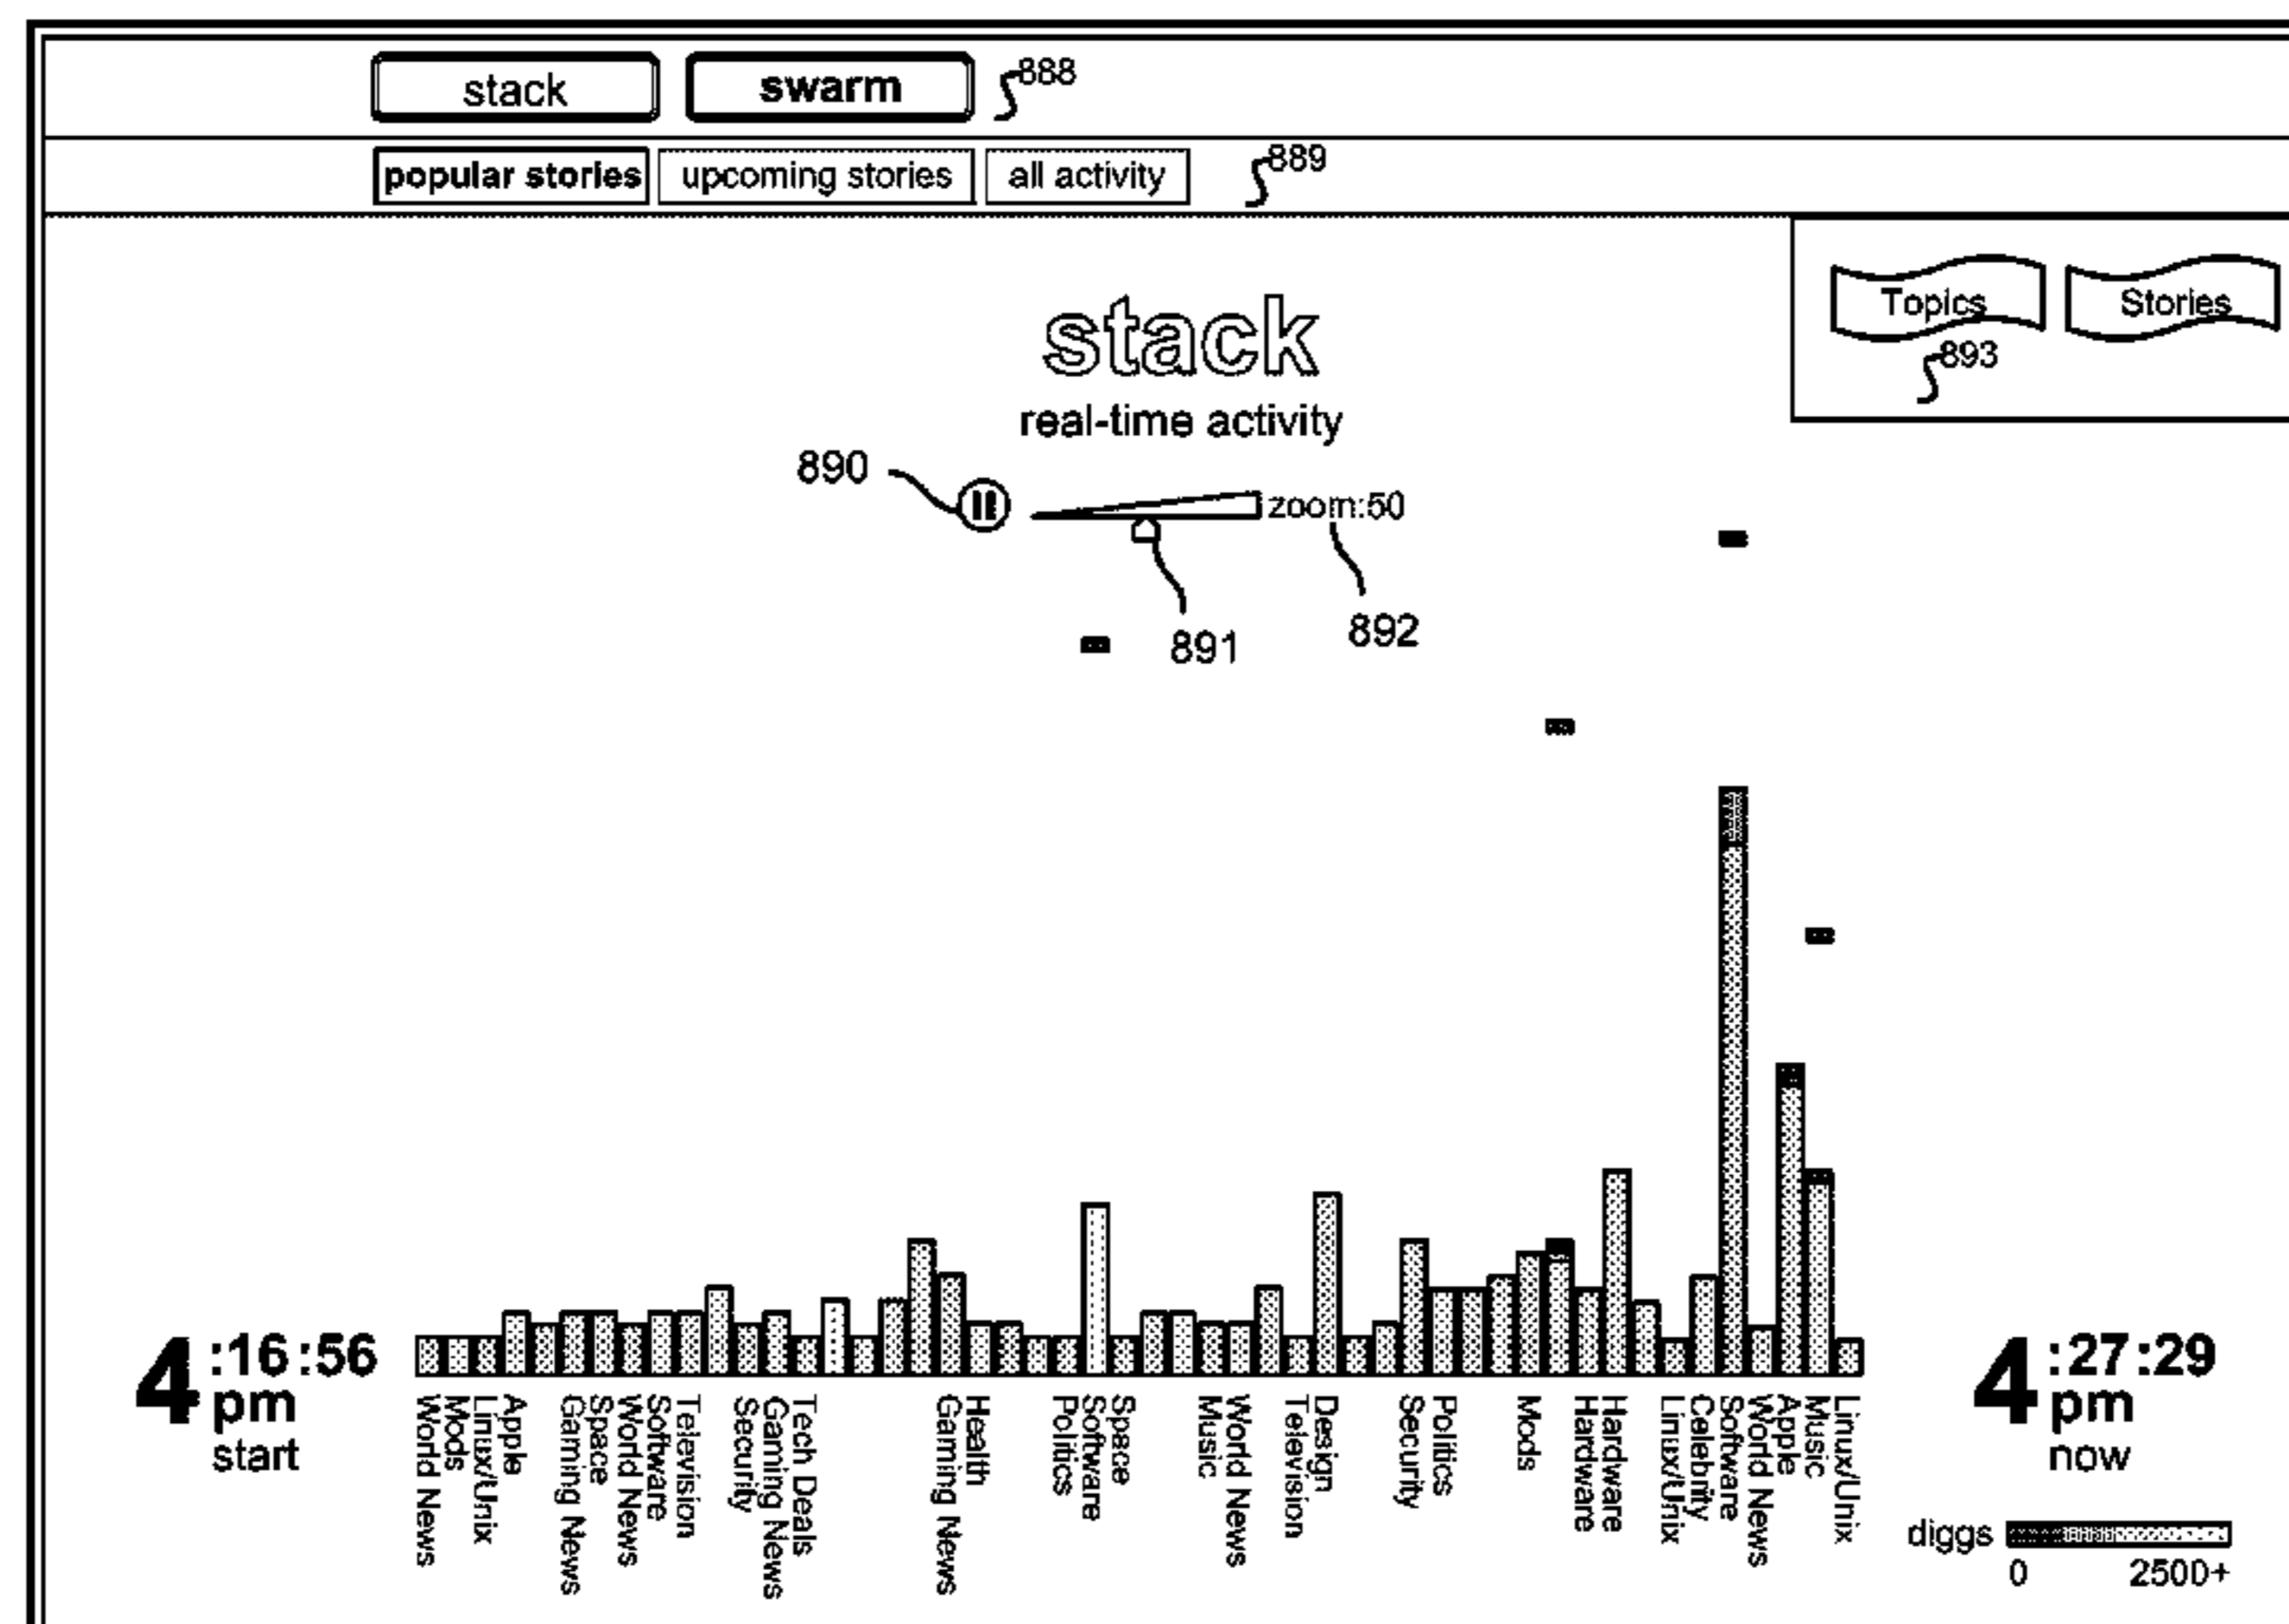 stack swarm 888
popular stories upcoming stories all activity 889
Topics Stories
893
stack
real-time activity
890
zoom:50
891
892
4:16:56
pm
start
World News
Mods
Linux/Unix
Apple
Gaming News
Space
World News
Software
Television
Security
Gaming News
Tech Deals
Gaming News
Health
Politics
Software
Space
Music
World News
Television
Design
Security
Politics
Mods
Hardware
Hardware
Linux/Unix
Celebrity
Software
World News
Apple
Music
Linux/Unix
4:27:29
pm
now
diggs
0 2500+